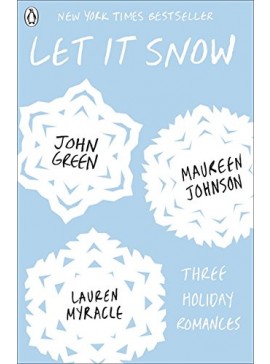 NEW YORK TIMES BESTSELLER
LET IT SNOW
JOHN
GREEN
MAUREEN
JOHNSON
LAUREN
MYRACLE
THREE
HOLIDAY
ROMANCES